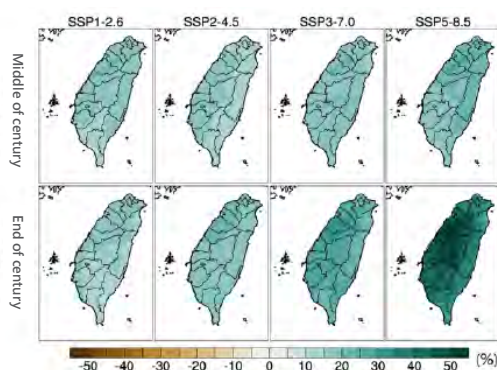 SSP1-2.6 SSP2-4.5 SSP3-7.0 SSP5-8.5
Middle of century
End of century
-50 -40 -30 -20 -10 0 10 20 30 40 50 (%)